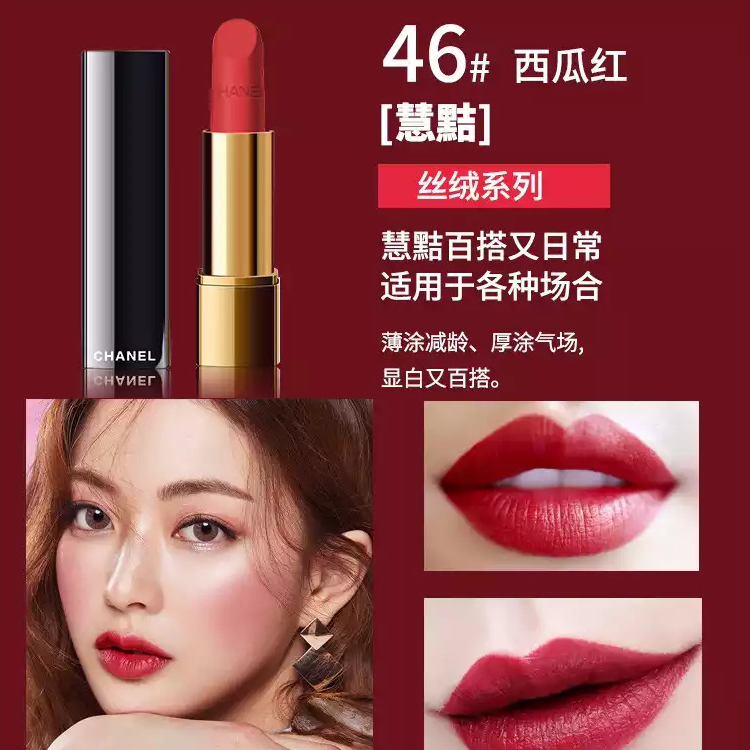 46# 西瓜红
[慧黠]
丝绒系列
慧黠百搭又日常
适用于各种场合
薄涂减龄、厚涂气场,
显白又百搭。
HANE
CHANEL